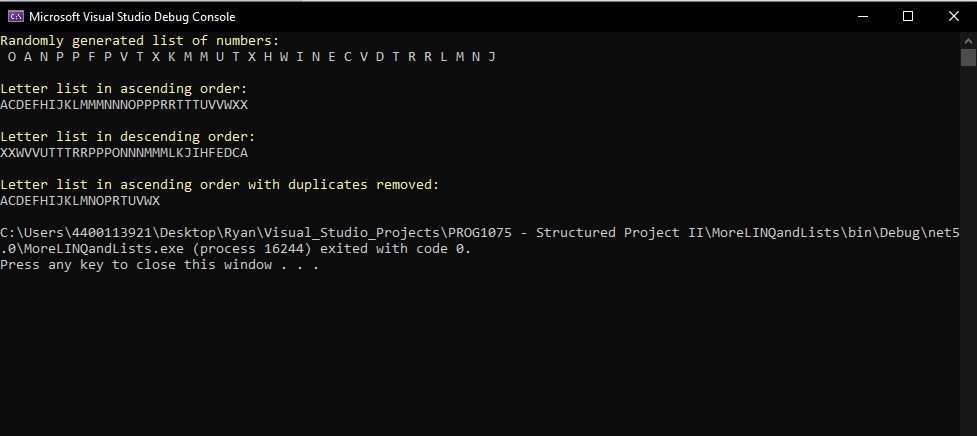 Microsoft Visual Studio Debug Console
Randomly generated list of numbers:
O A N P P F P V T X K M M U T X H W I N E C V D T R R L M N J
Letter list in ascending order:
ACDEFHIJKLMMMNNNOPPPRRTTTUVVWXX
Letter list in descending order:
XXWVVUTTTRRPPPONNNMMMLKJIHFEDCA
Letter list in ascending order with duplicates removed:
ACDEFHIJKLMNOPRTUVWX
C:\Users\4400113921\Desktop\Ryan\Visual_Studio_Projects\PROG1075 - Structured Project II\MoreLINQandLists\bin\Debug\net5
.0\MoreLINQandLists.exe (process 16244) exited with code 0.
Press any key to close this window . . .